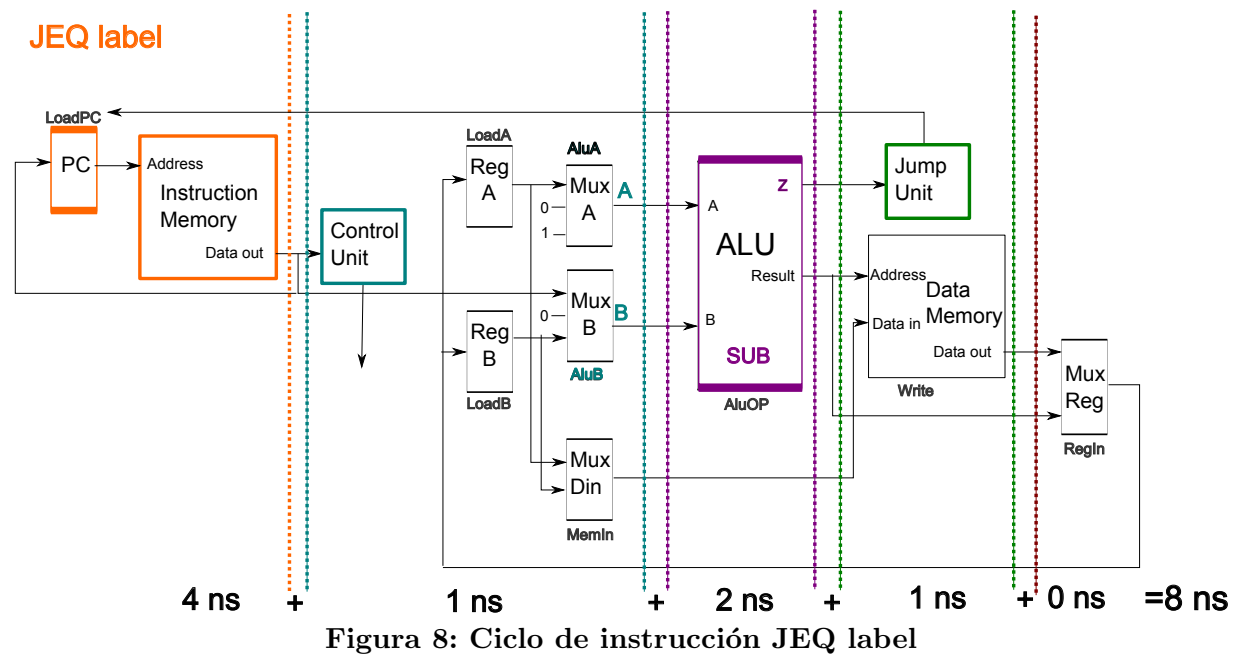 JEQ label
LoadPC
PC
Address
Instruction
Memory
Data out
Control
Unit
LoadA
Reg
A
AluA
Mux
A
0
1
A
Mux
B
0
B
AluB
Reg
B
LoadB
Mux
Din
MemIn
A
Z
ALU
Result
B
SUB
AluOP
Jump
Unit
Address
Data
Memory
Data in
Data out
Write
Mux
Reg
RegIn
4 ns + 1 ns + 2 ns + 1 ns + 0 ns =8 ns
Figura 8: Ciclo de instrucción JEQ label